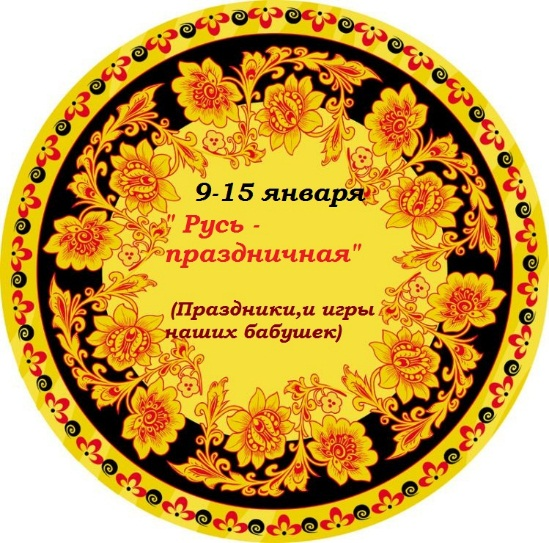 9-15 января
" Русь -
праздничная"
(Праздники,и игры
наших бабушек)